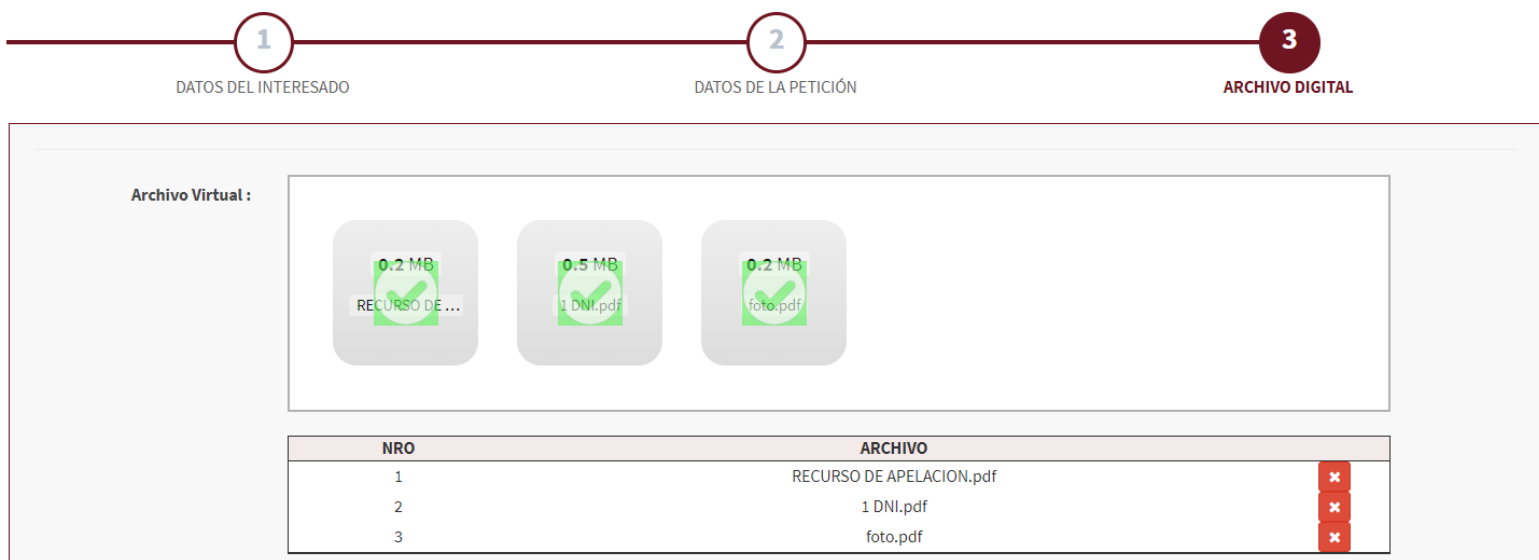 1 2 3
DATOS DEL INTERESADO DATOS DE LA PETICIÓN ARCHIVO DIGITAL
Archivo Virtual :
0.2 MB 0.5 MB 0.2 MB
RECURSO DE ... 1 DNI.pdf foto.pdf
NRO ARCHIVO
1 RECURSO DE APELACION.pdf
2 1 DNI.pdf
3 foto.pdf